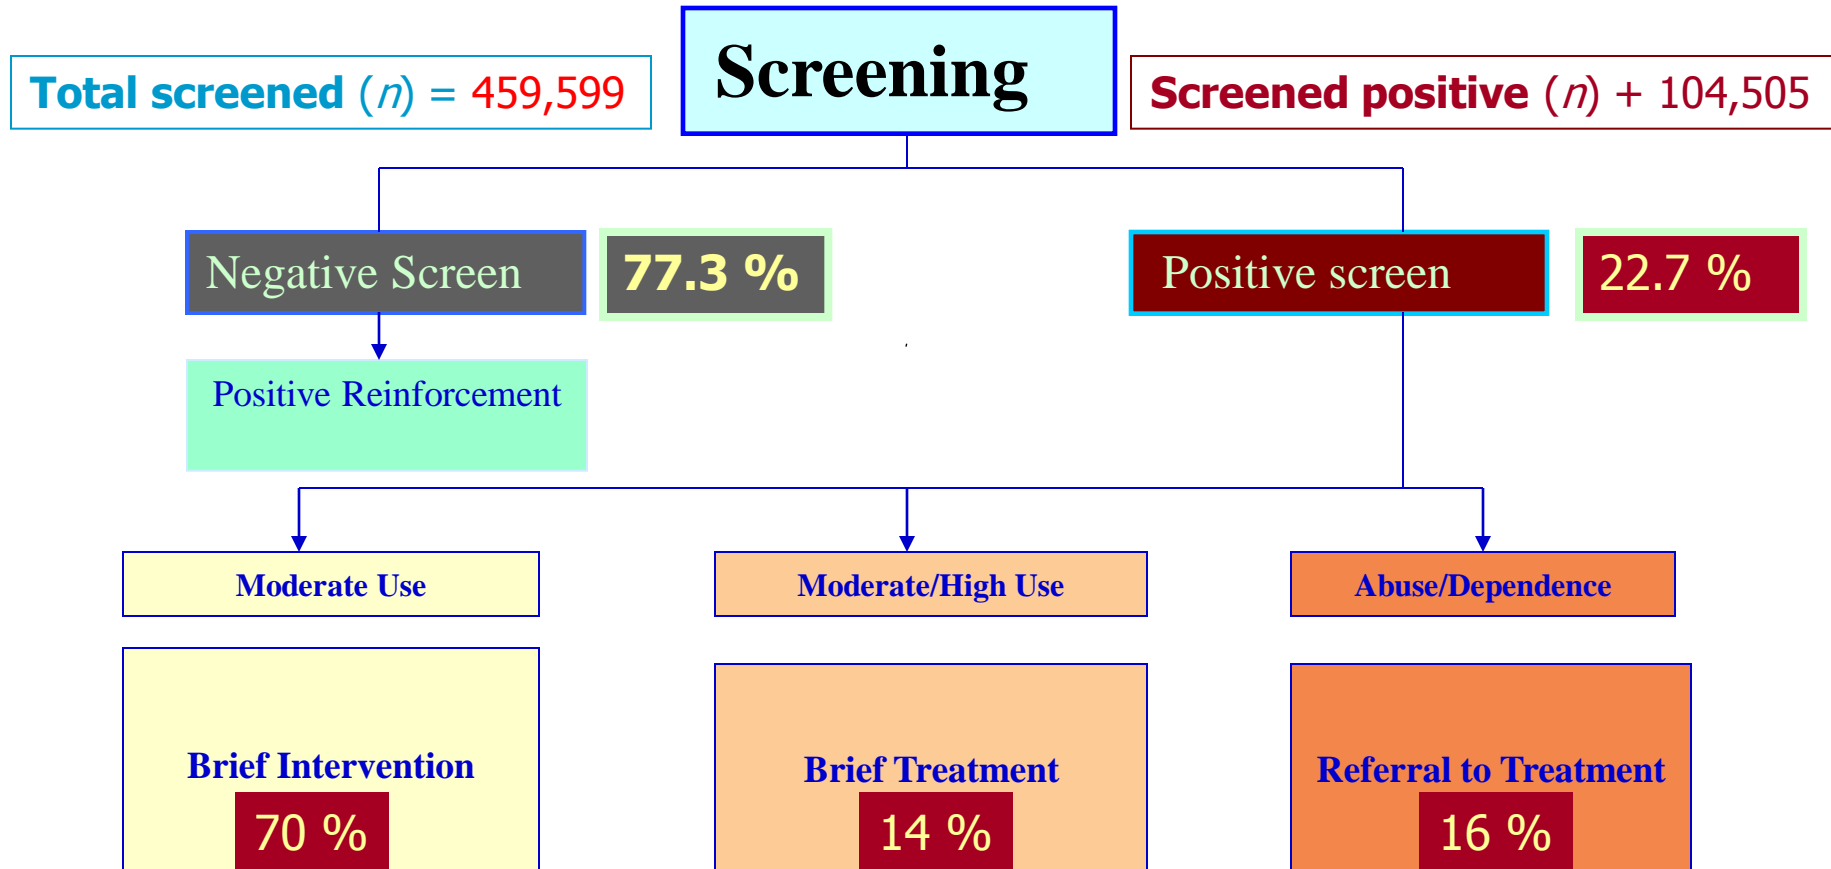 Screening
Total screened (n) = 459,599
Screened positive (n) + 104,505
Negative Screen
77.3 %
Positive screen
22.7 %
Positive Reinforcement
Moderate Use
Moderate/High Use
Abuse/Dependence
Brief Intervention
70 %
Brief Treatment
14 %
Referral to Treatment
16 %